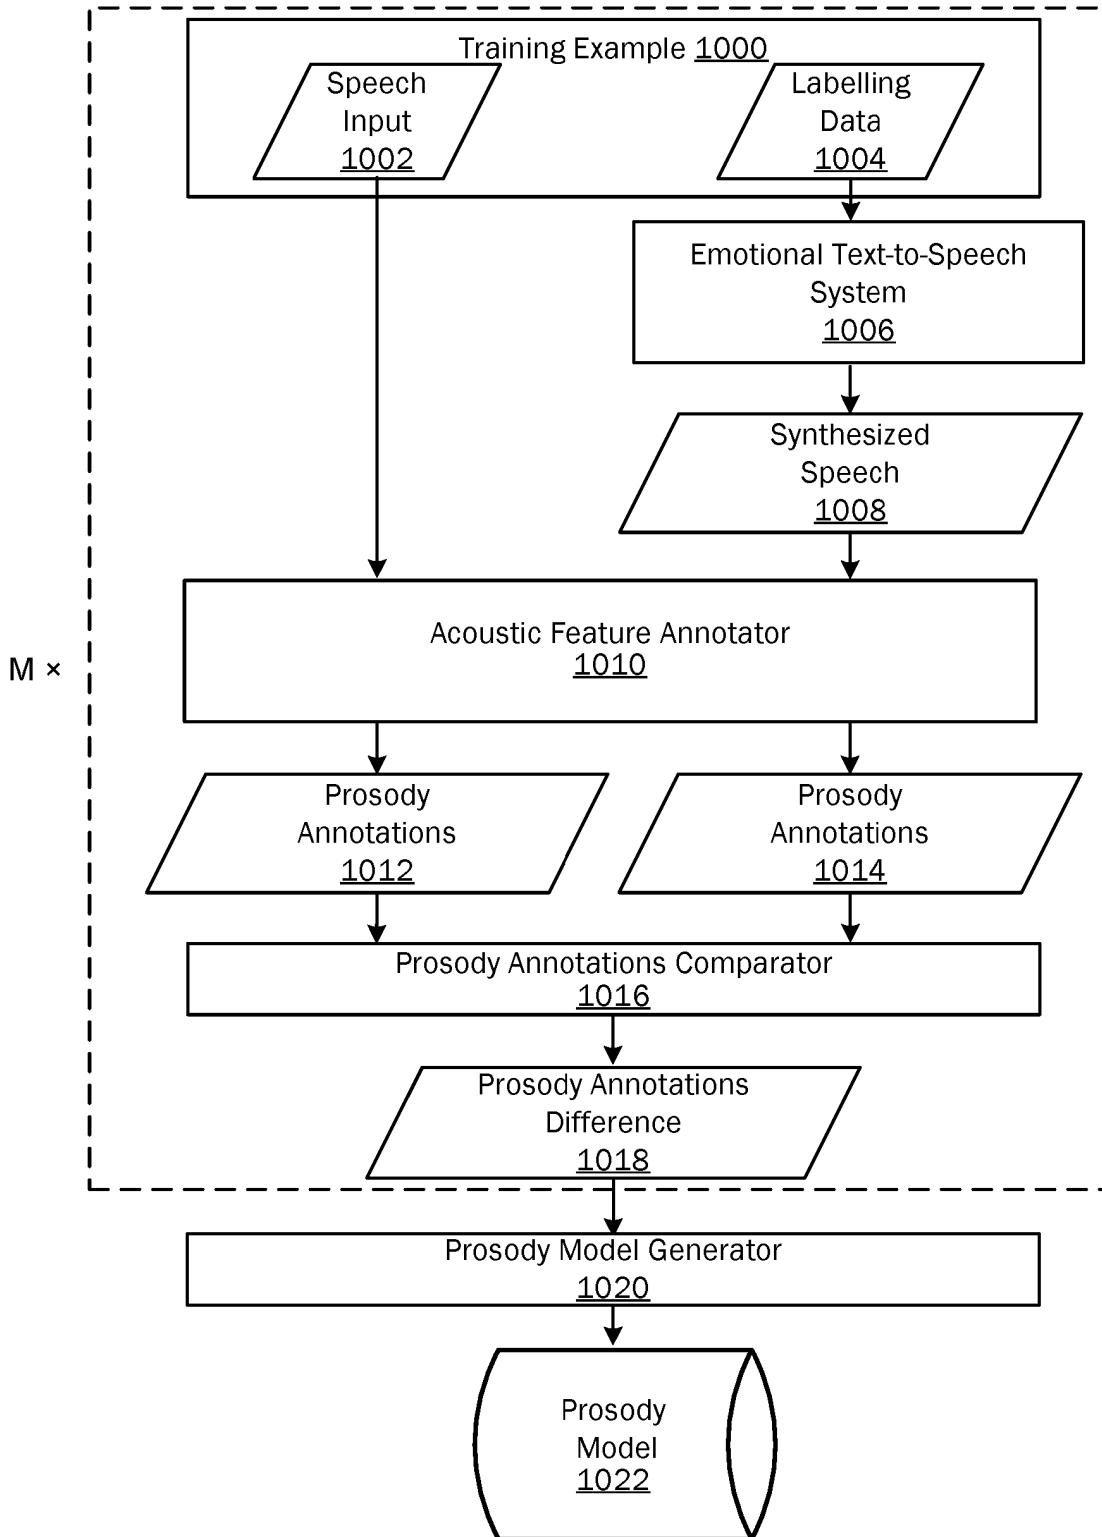 Training Example 1000
Speech
Input
1002
Labelling
Data
1004
Emotional Text-to-Speech
System
1006
Synthesized
Speech
1008
Acoustic Feature Annotator
1010
M ×
Prosody
Annotations
1012
Prosody
Annotations
1014
Prosody Annotations Comparator
1016
Prosody Annotations
Difference
1018
Prosody Model Generator
1020
Prosody
Model
1022